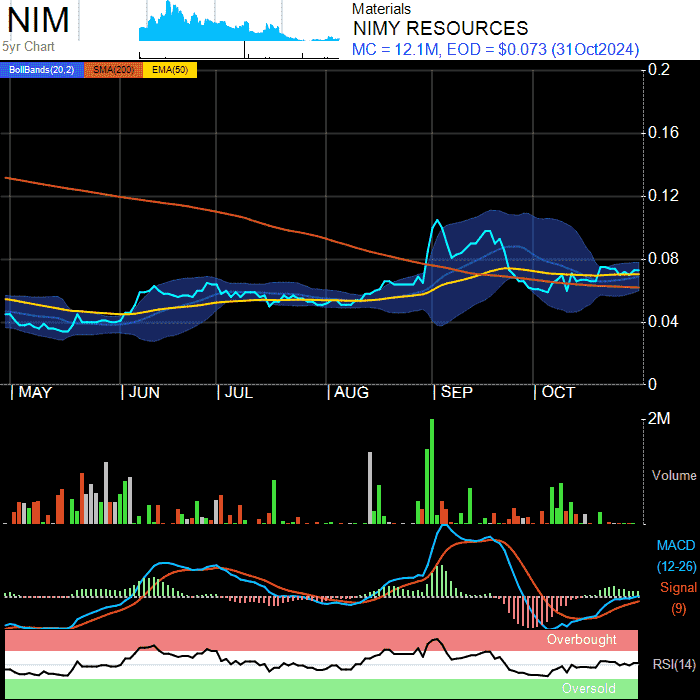 NIM
5yr Chart
Materials
NIMY RESOURCES
MC = 12.1M, EOD = $0.073 (31Oct2024)
BollBands(20,2) SMA(200) EMA(50)
0.2
0.16
0.12
0.08
0.04
0
MAY JUN JUL AUG SEP OCT
2M
Volume
MACD
(12-26)
Signal
(9)
Overbought
RSI(14)
Oversold